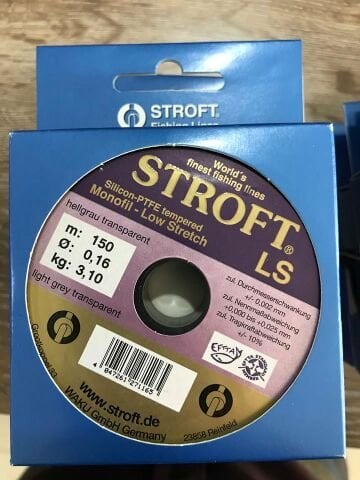 STROFT®
Fishing Lines
World's
finest fishing lines
STROFT®
LS
Silicon-PTFE tempered
Monofil - Low Stretch
hellgrau transparent
m: 150
Ø: 0,16
kg: 3,10
light grey transparent
zul. Durchmesserschwankung
+/- 0,002 mm
zul. Nennmaßabweichung
+0,000 bis +0,025 mm
zul. Tragkraftabweichung
+/- 10%
EFTTA
www.stroft.de
WAKU GmbH Germany
23858 Reinfeld